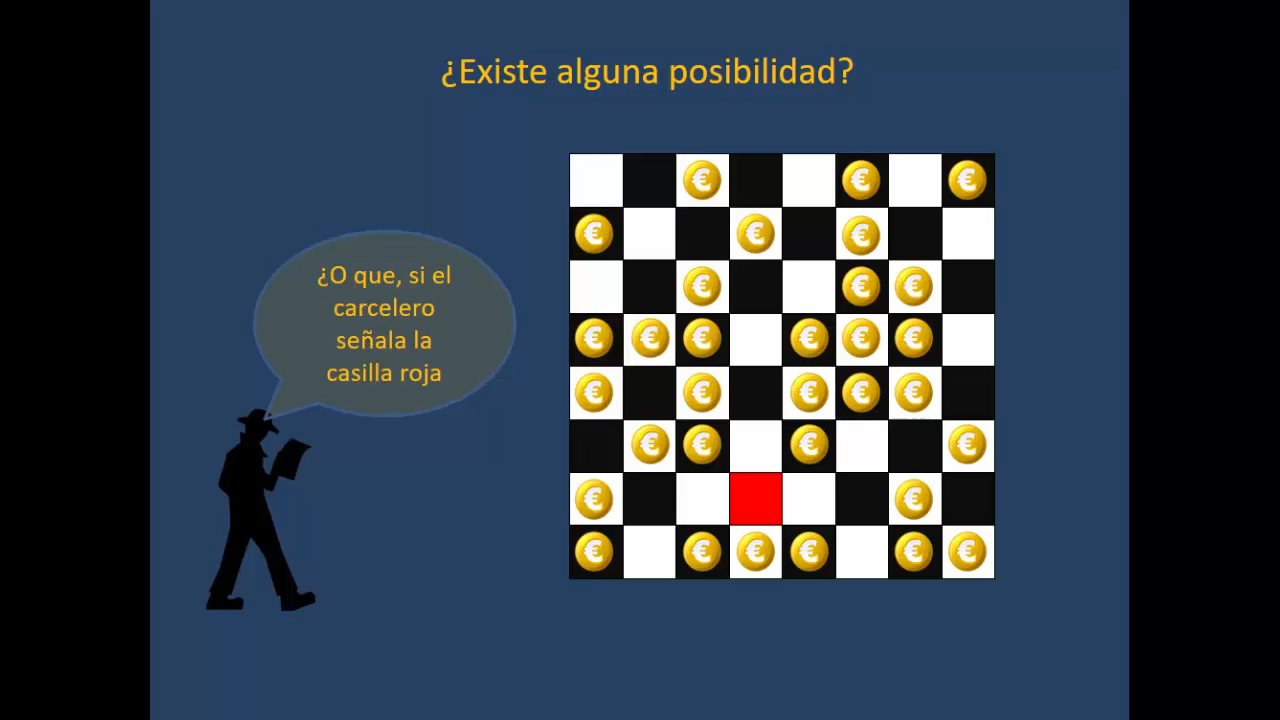 ¿Existe alguna posibilidad?
¿O que, si el
carcelero
señala la
casilla roja